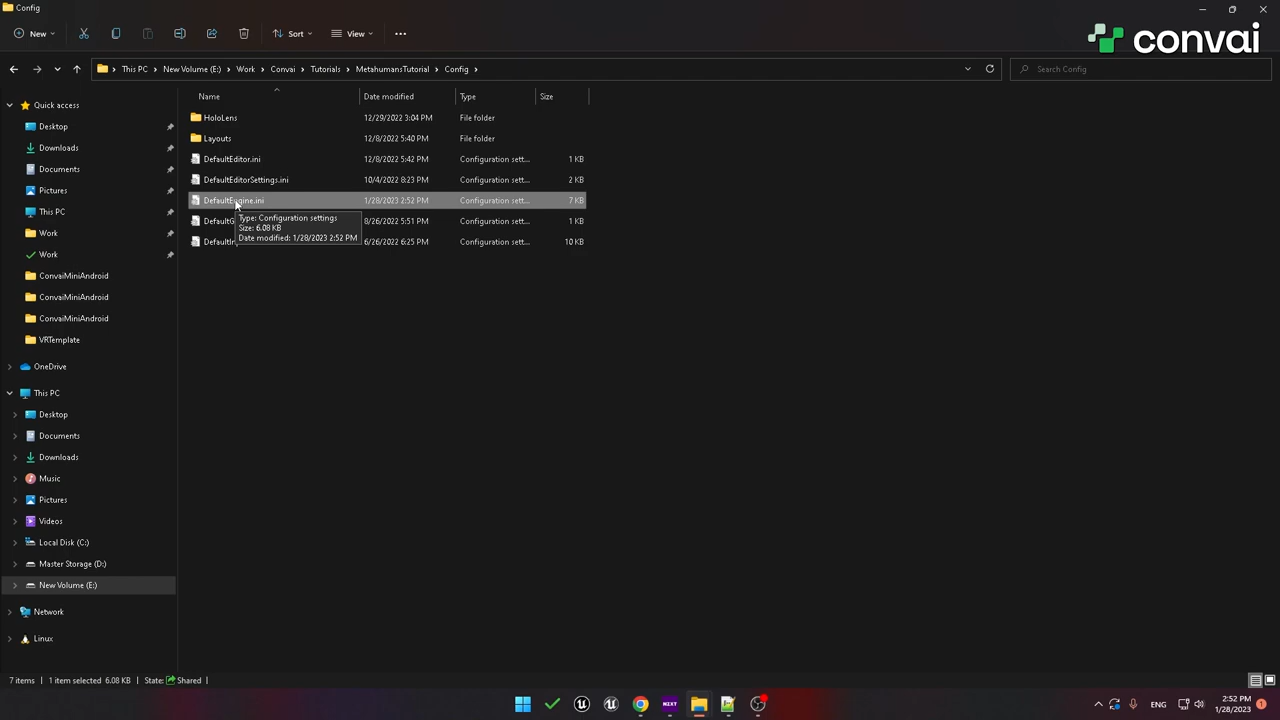 Config
convai
New
Sort
View
This PC
New Volume (E:)
Work
Convai
Tutorials
MetahumansTutorial
Config
Search Config
Quick access
Desktop
Downloads
Documents
Pictures
This PC
Work
Work
ConvaiMiniAndroid
ConvaiMiniAndroid
ConvaiMiniAndroid
VRTemplate
OneDrive
This PC
Desktop
Documents
Downloads
Music
Pictures
Videos
Local Disk (C:)
Master Storage (D:)
New Volume (E:)
Network
Linux
Name Date modified Type Size
HoloLens 12/29/2022 3:04 PM File folder
Layouts 12/8/2022 5:40 PM File folder
DefaultEditor.ini 12/8/2022 5:42 PM Configuration sett... 1 KB
DefaultEditorSettings.ini 10/4/2022 8:23 PM Configuration sett... 2 KB
DefaultEngine.ini 1/28/2023 2:52 PM Configuration sett... 7 KB
DefaultG 8/26/2022 5:51 PM Configuration sett... 1 KB
DefaultIn 6/26/2022 6:25 PM Configuration sett... 10 KB
Type: Configuration settings
Size: 6.08 KB
Date modified: 1/28/2023 2:52 PM
7 items 1 item selected 6.08 KB State: Shared
ENG
2:52 PM
1/28/2023